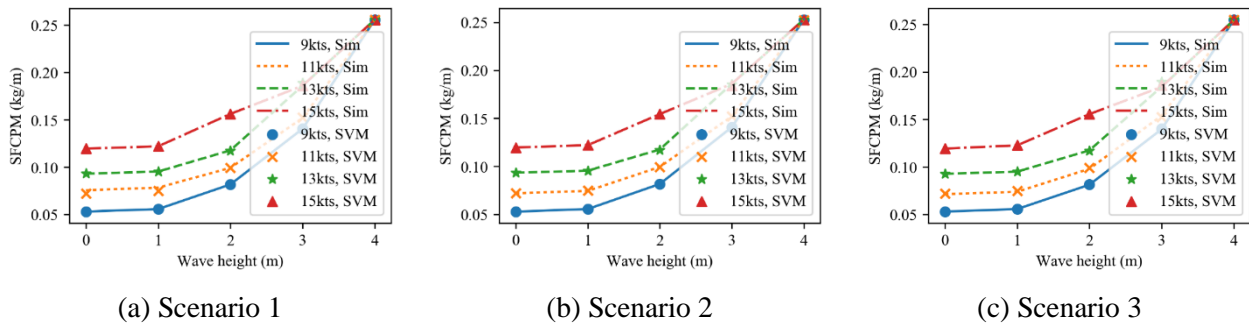 0.25
0.20
0.15
0.10
0.05
SFCPM (kg/m)
9kts, Sim
11kts, Sim
13kts, Sim
15kts, Sim
9kts, SVM
11kts, SVM
13kts, SVM
15kts, SVM
0 1 2 3 4
Wave height (m)
(a) Scenario 1
0.25
0.20
0.15
0.10
0.05
SFCPM (kg/m)
9kts, Sim
11kts, Sim
13kts, Sim
15kts, Sim
9kts, SVM
11kts, SVM
13kts, SVM
15kts, SVM
0 1 2 3 4
Wave height (m)
(b) Scenario 2
0.25
0.20
0.15
0.10
0.05
SFCPM (kg/m)
9kts, Sim
11kts, Sim
13kts, Sim
15kts, Sim
9kts, SVM
11kts, SVM
13kts, SVM
15kts, SVM
0 1 2 3 4
Wave height (m)
(c) Scenario 3